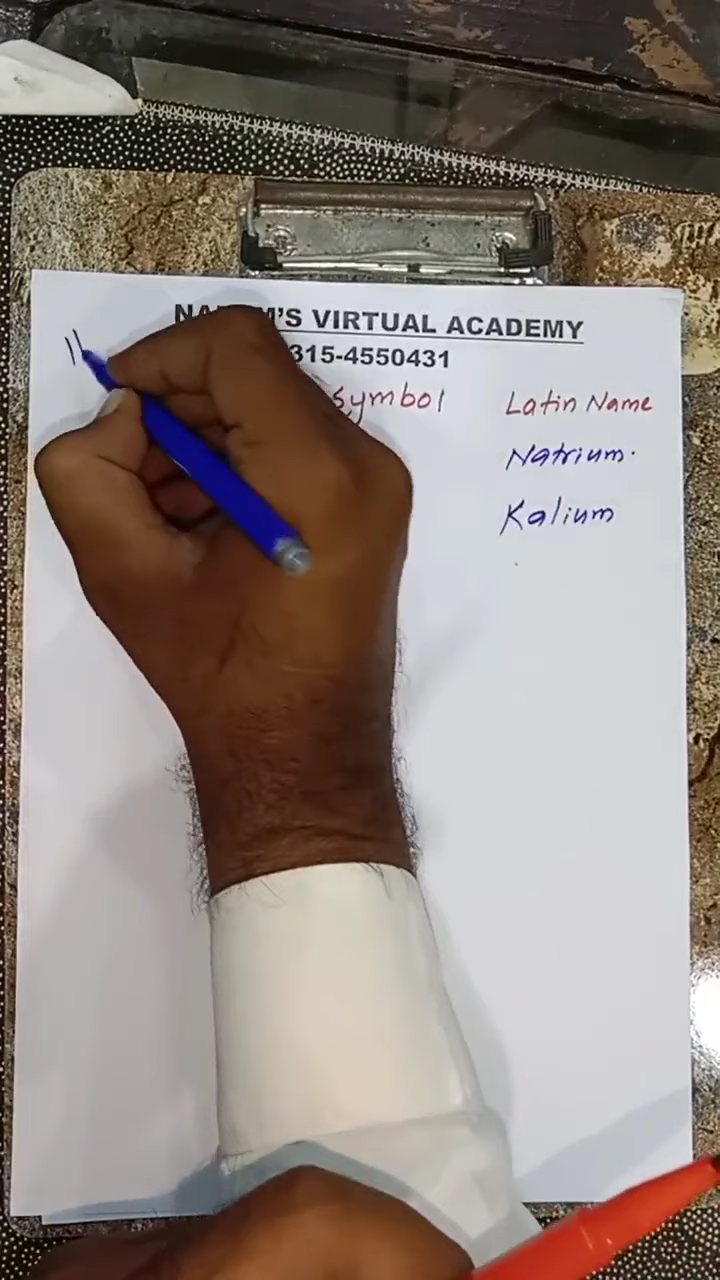 'S VIRTUAL ACADEMY
315-4550431
symbol Latin Name
Natrium.
Kalium